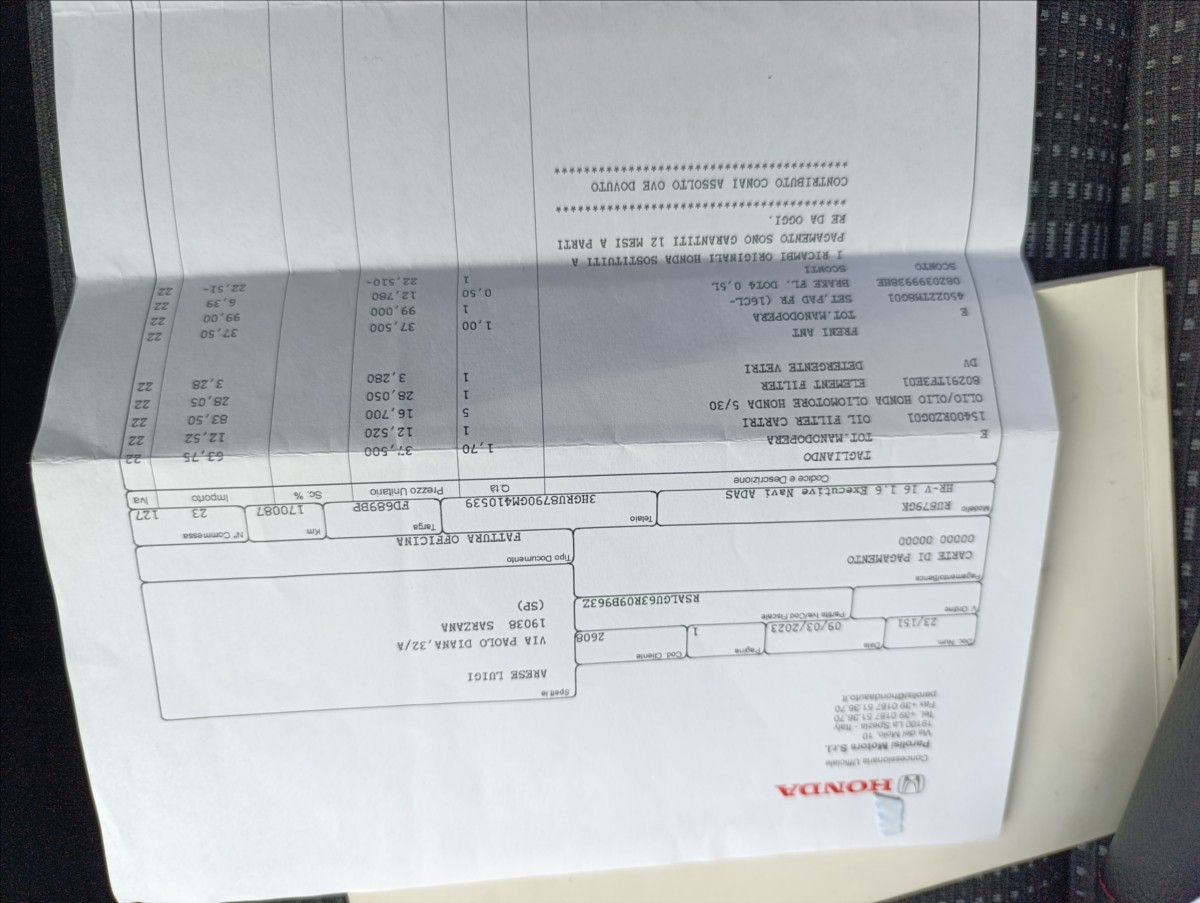 HONDA
Concessionaria Ufficiale
Parolisi Motors S.r.l.
Via del Molo, 10
19100 La Spezia - Italy
Tel. +39 0187 51.36.70
Fax +39 0187 51.36.70
parolisi@hondaauto.it
Spett.le
ARESE LUIGI
VIA PAOLO DIANA,32/A
19038 SARZANA
(SP)
Doc. Num. Data Pagina Cod. Cliente
23/151 09/03/2023 1 2608
V. Ordine Partita Iva/Cod.Fiscale
RSALGU63R09B963Z
Pagamento/Banca
CARTE DI PAGAMENTO
00000 00000
Tipo Documento
FATTURA OFFICINA
Modello Telaio Targa Km N° Commessa
RU879GK 3HGRU8790GM410539 FD689BP 170087 23 127
HR-V 16 1.6 Executive Navi ADAS
Codice e Descrizione Q.tà Prezzo Unitario Sc. % Importo Iva
TAGLIANDO
E TOT.MANODOPERA 1,70 37,500 63,75 22
15400RZ0G01 OIL FILTER CARTRI 1 12,520 12,52 22
OLIO/OLIO HONDA OLIOMOTORE HONDA 5/30 5 16,700 83,50 22
80291TF3E01 ELEMENT FILTER 1 28,050 28,05 22
DV DETERGENTE VETRI 1 3,280 3,28 22
FRENI ANT
E TOT.MANODOPERA 1,00 37,500 37,50 22
45022TM8G01 SET,PAD FR (16CL- 1 99,000 99,00 22
0820399938HE BRAKE FL. DOT4 0,5L 0,50 12,780 6,39 22
SCONTO SCONTI 1 22,510- 22,51- 22
I RICAMBI ORIGINALI HONDA SOSTITUITI A
PAGAMENTO SONO GARANTITI 12 MESI A PARTI
RE DA OGGI.
****************************************
CONTRIBUTO CONAI ASSOLTO OVE DOVUTO
****************************************